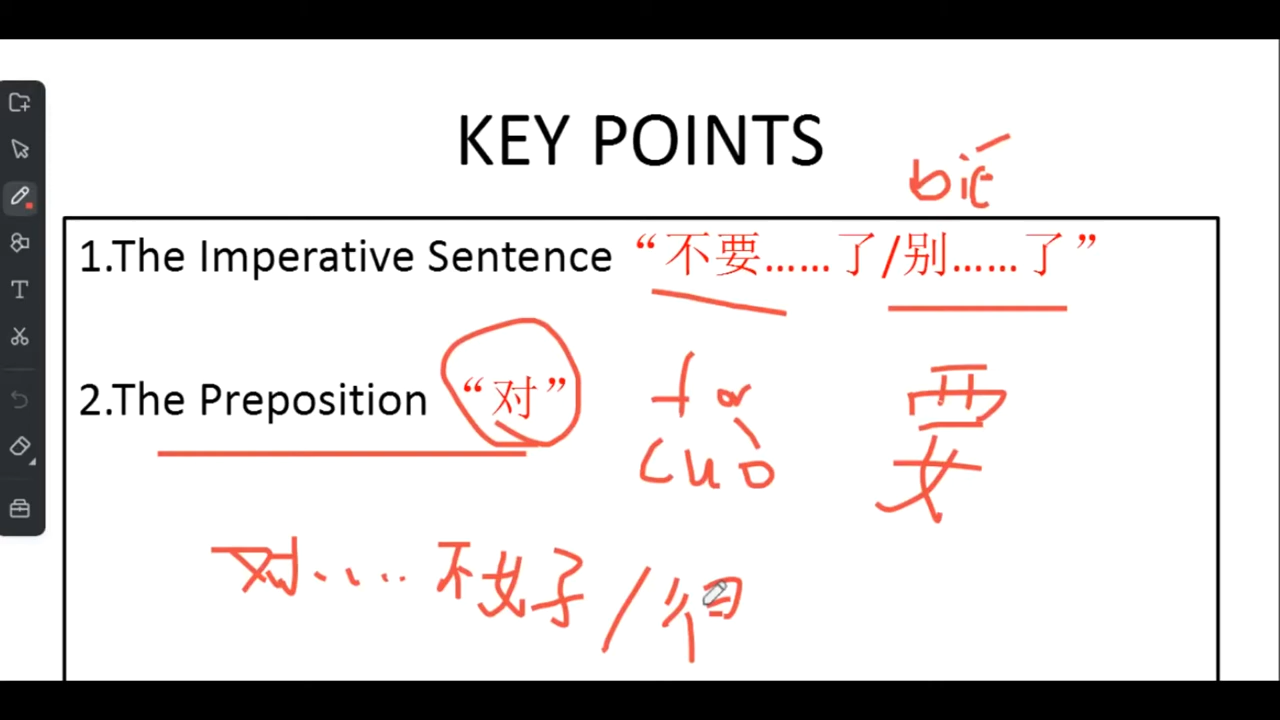 KEY POINTS
bié
1.The Imperative Sentence “不要……了/别……了”
2.The Preposition “对” for 要
cuò
对…… 不好 /